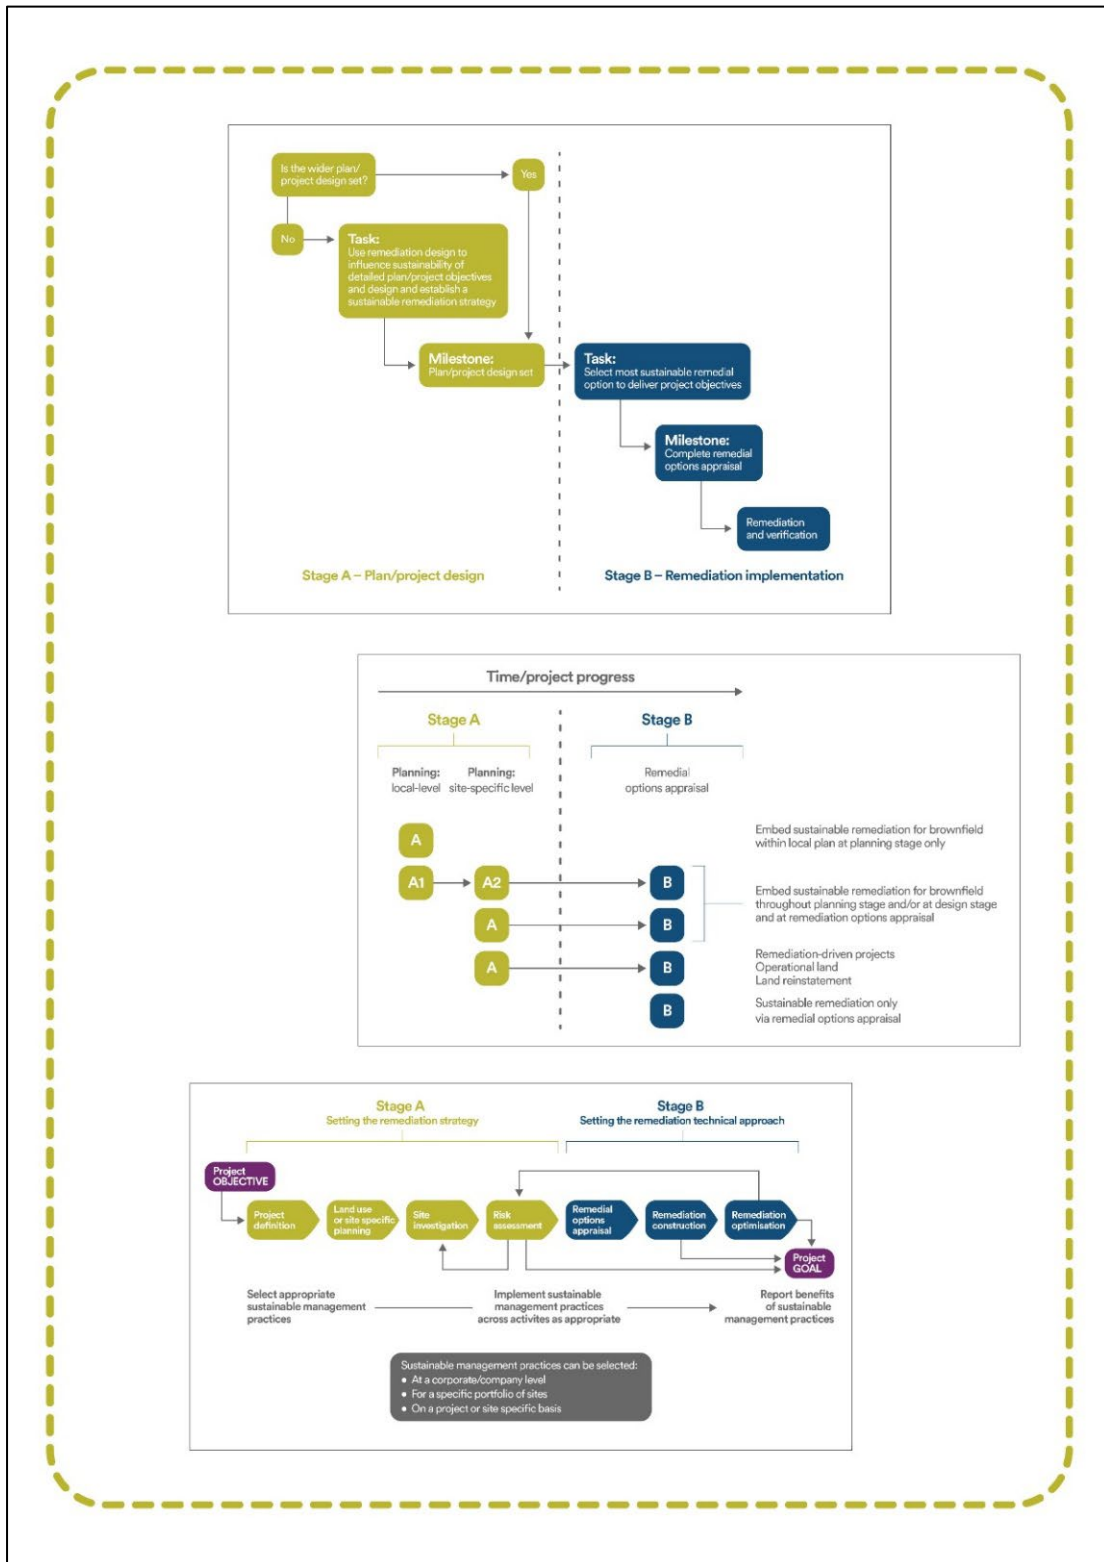 Is the wider plan/
project design set?
Yes
No
Task:
Use remediation design to
influence sustainability of
detailed plan/project objectives
and design and establish a
sustainable remediation strategy
Milestone:
Plan/project design set
Task:
Select most sustainable remedial
option to deliver project objectives
Milestone:
Complete remedial
options appraisal
Remediation
and verification
Stage A – Plan/project design
Stage B – Remediation implementation
Time/project progress
Stage A
Stage B
Planning:
local-level
Planning:
site-specific level
Remedial
options appraisal
A
Embed sustainable remediation for brownfield
within local plan at planning stage only
A1
A2
B
A
B
Embed sustainable remediation for brownfield
throughout planning stage and/or at design stage
and at remediation options appraisal
A
B
Remediation-driven projects
Operational land
Land reinstatement
B
Sustainable remediation only
via remedial options appraisal
Stage A
Setting the remediation strategy
Stage B
Setting the remediation technical approach
Project
OBJECTIVE
Project
definition
Land use
or site specific
planning
Site
investigation
Risk
assessment
Remedial
options
appraisal
Remediation
construction
Remediation
optimisation
Project
GOAL
Select appropriate
sustainable management
practices
Implement sustainable
management practices
across activites as appropriate
Report benefits
of sustainable
management practices
Sustainable management practices can be selected:
• At a corporate/company level
• For a specific portfolio of sites
• On a project or site specific basis